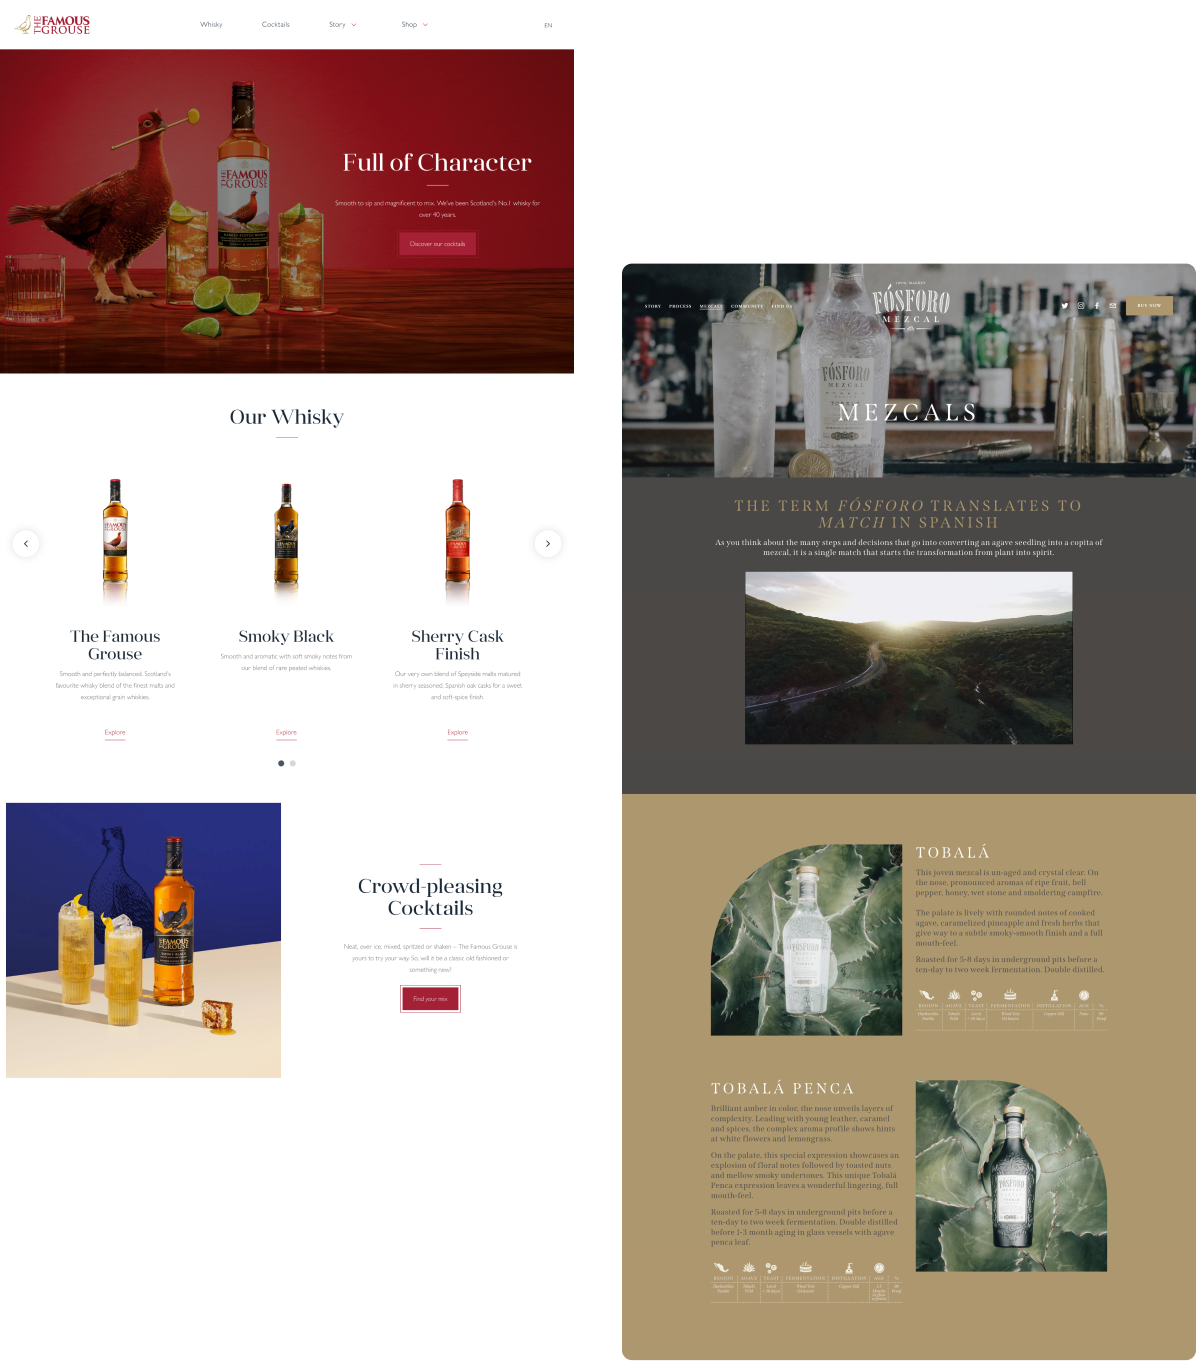 THE FAMOUS
GROUSE
Whisky
Cocktails
Story
Shop
EN
THE FAMOUS
GROUSE
Full of Character
Smooth to sip and magnificent to mix. We've been Scotland's No.1 whisky for
over 40 years.
Discover our cocktails
Our Whisky
The Famous
Grouse
Smooth and perfectly balanced. Scotland's
favourite whisky blend of the finest malts and
exceptional grain whiskies.
Explore
Smoky Black
Smooth and aromatic with soft smoky notes from
our blend of rare peated whiskies.
Explore
Sherry Cask
Finish
Our very own blend of Speyside malts matured
in sherry seasoned, Spanish oak casks for a sweet
and soft-spice finish.
Explore
FAMOUS
GROUSE
Crowd-pleasing
Cocktails
Neat, over ice, mixed, spritzed or shaken – The Famous Grouse is
yours to try your way. So, will it be a classic old fashioned or
something new?
Find your mix
STORY
PROCESS
MEZCALS
COMMUNITY
FIND US
FÓSFORO
MEZCAL
BUY NOW
FÓSFORO
MEZCAL
MEZCALS
THE TERM FÓSFORO TRANSLATES TO
MATCH IN SPANISH
As you think about the many steps and decisions that go into converting an agave seedling into a copita of
mezcal, it is a single match that starts the transformation from plant into spirit.
FÓSFORO
TOBALÁ
This joven mezcal is un-aged and crystal clear. On
the nose, pronounced aromas of ripe fruit, bell
pepper, honey, wet stone and smoldering campfire.
The palate is lively with rounded notes of cooked
agave, caramelized pineapple and fresh herbs that
give way to a subtle smoky-smooth finish and a full
mouth-feel.
Roasted for 5-8 days in underground pits before a
ten-day to two week fermentation. Double distilled.
REGION AGAVE YEAST FERMENTATION DISTILLATION AGE %
TOBALÁ PENCA
Brilliant amber in color, the nose unveils layers of
complexity. Leading with young leather, caramel
and spices, the complex aroma profile shows hints
at white flowers and lemongrass.
On the palate, this special expression showcases an
explosion of floral notes followed by toasted nuts
and mellow smoky undertones. This unique Tobalá
Penca expression leaves a wonderful lingering, full
mouth-feel.
Roasted for 5-8 days in underground pits before a
ten-day to two week fermentation. Double distilled
before 1-3 month aging in glass vessels with agave
penca leaf.
REGION AGAVE YEAST FERMENTATION DISTILLATION AGE %
FÓSFORO